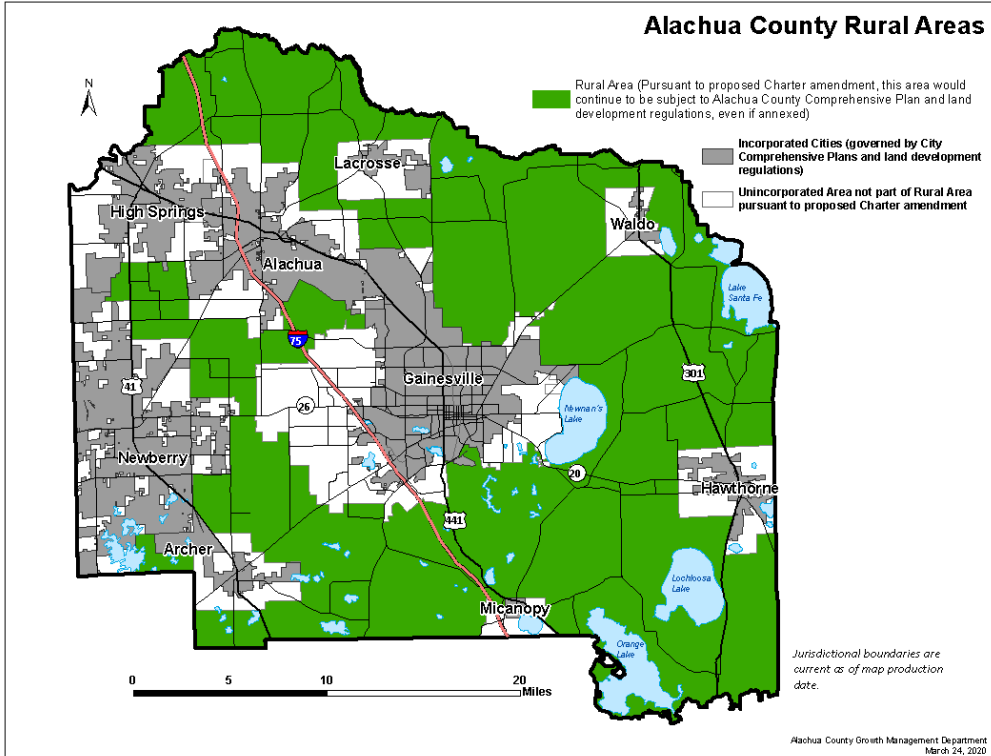 Alachua County Rural Areas
N
Rural Area (Pursuant to proposed Charter amendment, this area would
continue to be subject to Alachua County Comprehensive Plan and land
development regulations, even if annexed)
Incorporated Cities (governed by City
Comprehensive Plans and land development
regulations)
Unincorporated Area not part of Rural Area
pursuant to proposed Charter amendment
Lacrosse
High Springs
Waldo
Alachua
Lake
Santa Fe
75
Gainesville
301
41
26
Newnan's
Lake
Newberry
20
Hawthorne
441
Archer
Lochloosa
Lake
Micanopy
Orange
Lake
Jurisdictional boundaries are
current as of map production
date.
0 5 10 20
Miles
Alachua County Growth Management Department
March 24, 2020